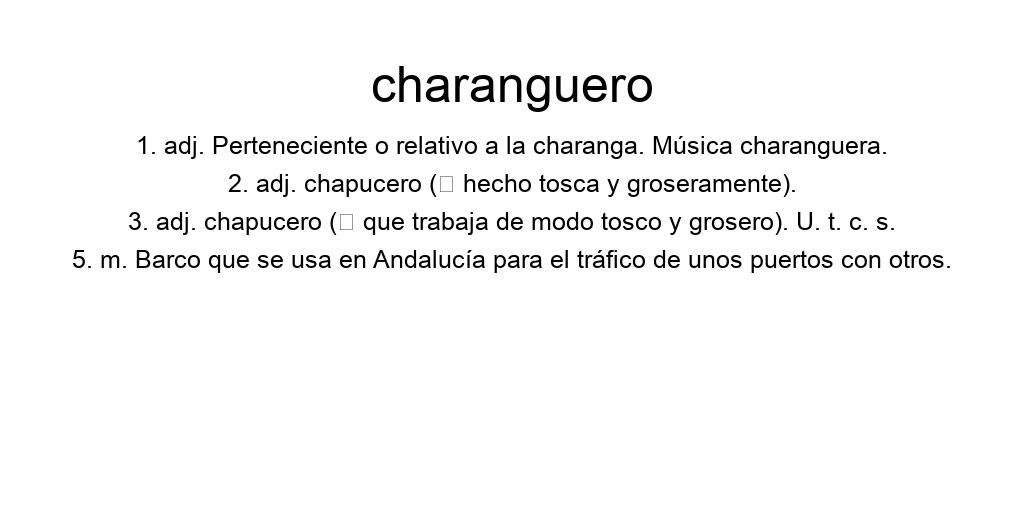 charanguero
1. adj. Perteneciente o relativo a la charanga. Música charanguera.
2. adj. chapucero (□ hecho tosca y groseramente).
3. adj. chapucero (□ que trabaja de modo tosco y grosero). U. t. c. s.
5. m. Barco que se usa en Andalucía para el tráfico de unos puertos con otros.